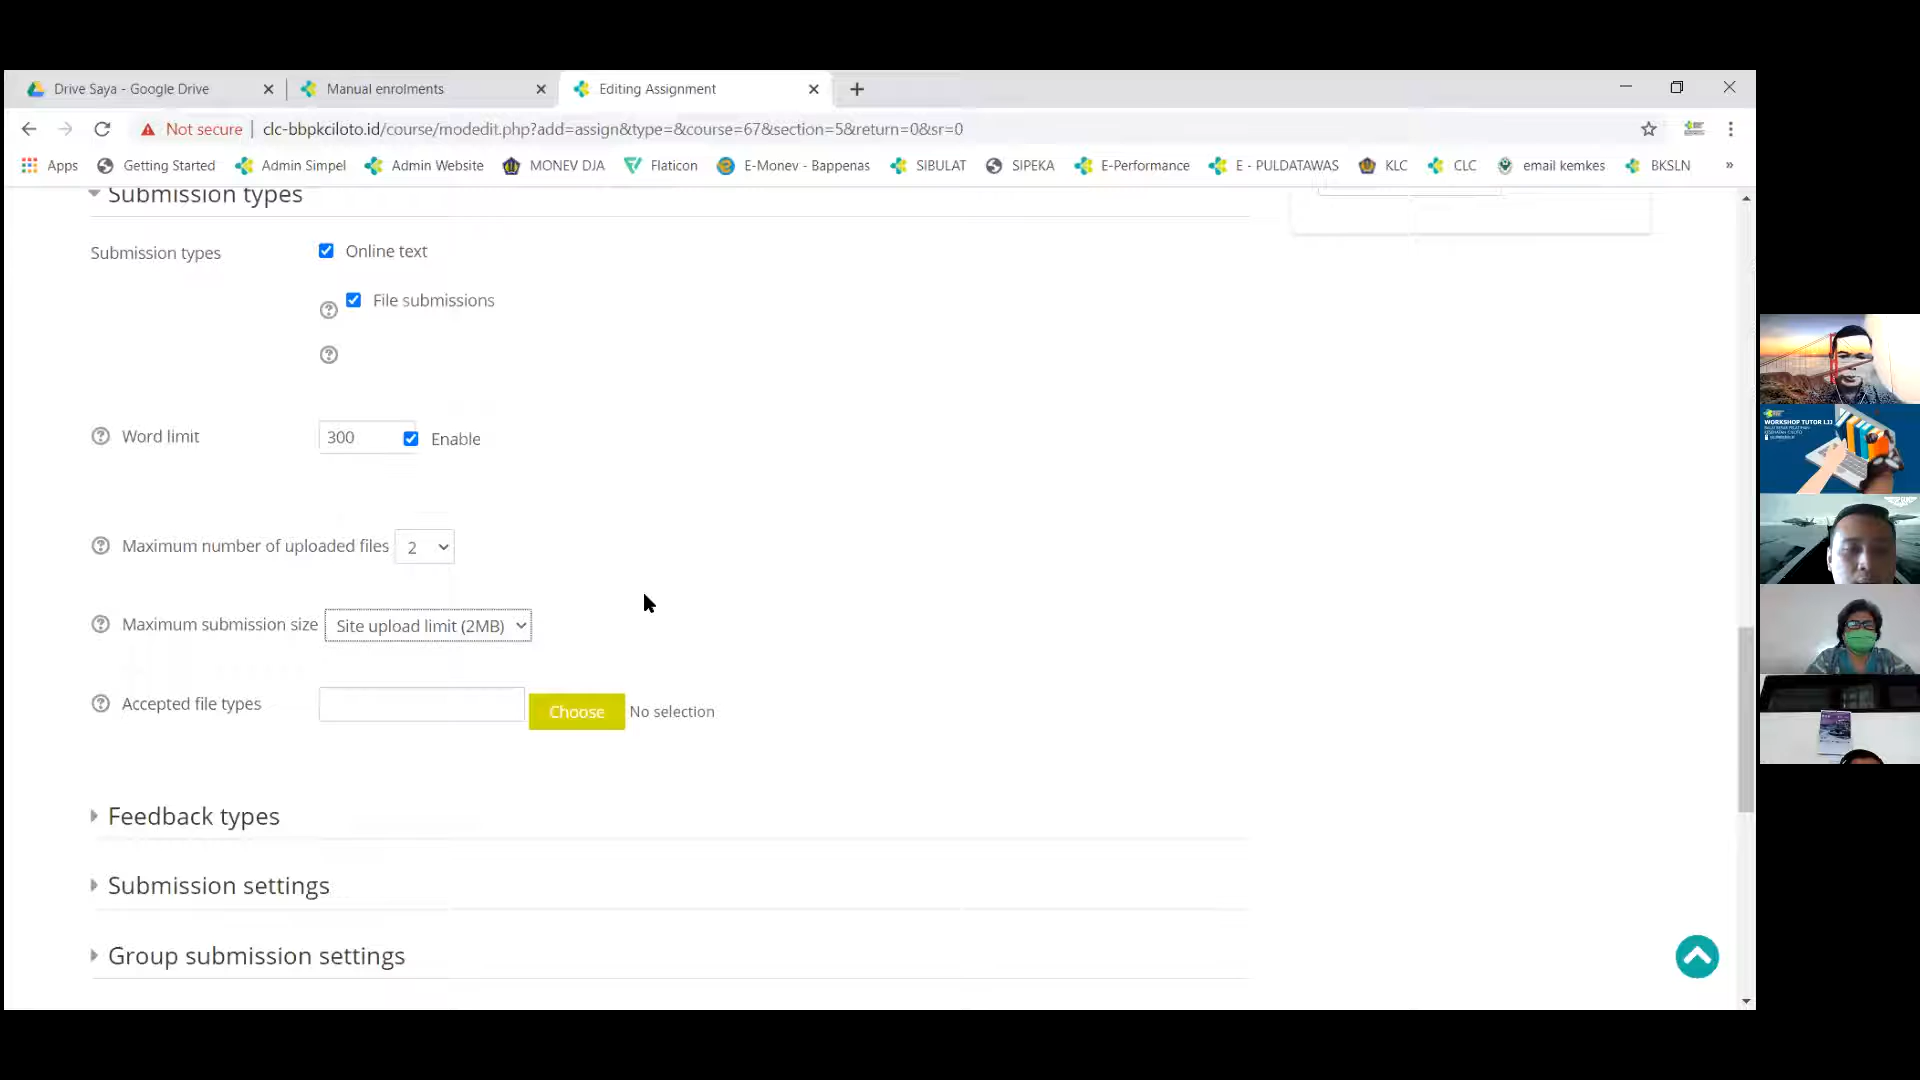 Drive Saya - Google Drive
Manual enrolments
Editing Assignment
Not secure
clc-bbpkciloto.id/course/modedit.php?add=assign&type=&course=67&section=5&return=0&sr=0
Apps
Getting Started
Admin Simpel
Admin Website
MONEV DJA
Flaticon
E-Monev - Bappenas
SIBULAT
SIPEKA
E-Performance
E - PULDATAWAS
KLC
CLC
email kemkes
BKSLN
»
Submission types
Submission types
Online text
File submissions
Word limit
300
Enable
Maximum number of uploaded files
2
Maximum submission size
Site upload limit (2MB)
Accepted file types
Choose
No selection
Feedback types
Submission settings
Group submission settings
WORKSHOP TUTOR LJJ